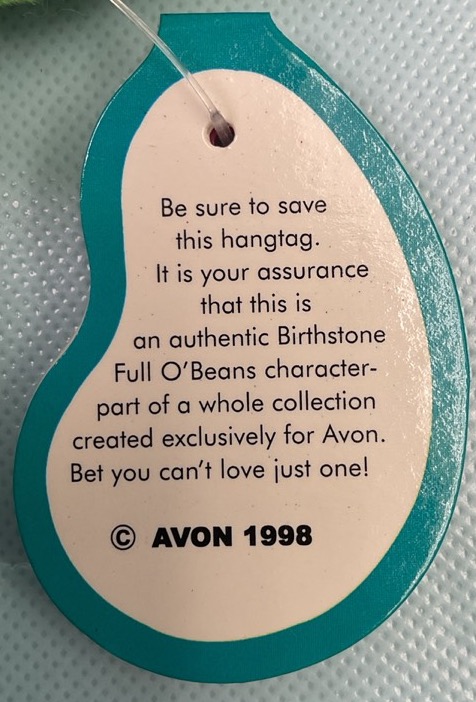 Be sure to save
this hangtag.
It is your assurance
that this is
an authentic Birthstone
Full O'Beans character-
part of a whole collection
created exclusively for Avon.
Bet you can't love just one!
© AVON 1998